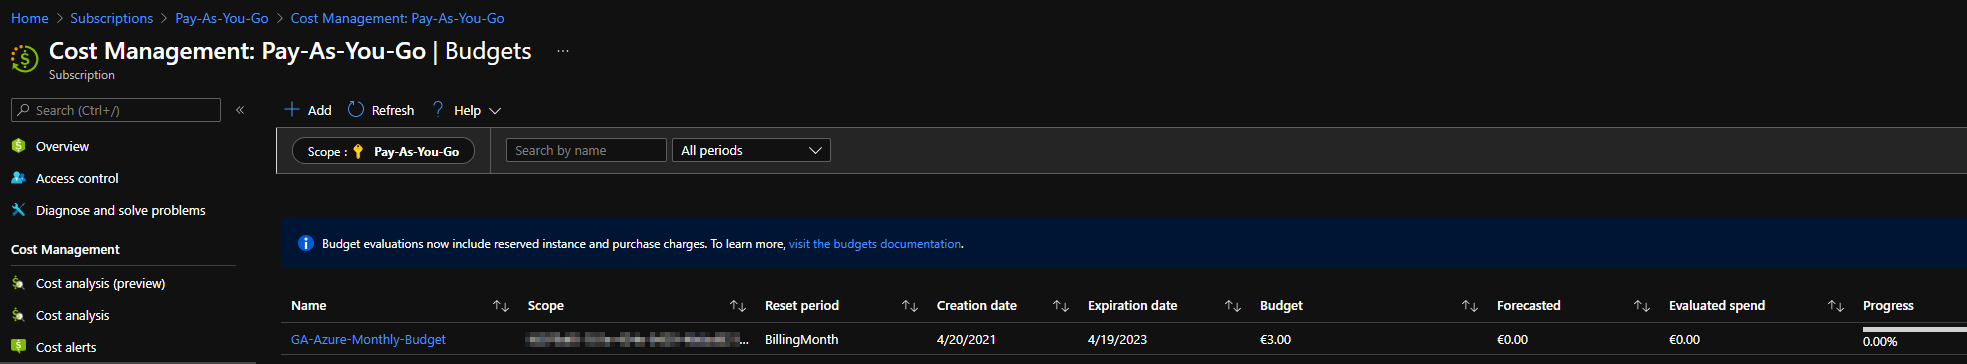 Home > Subscriptions > Pay-As-You-Go > Cost Management: Pay-As-You-Go
Cost Management: Pay-As-You-Go | Budgets ...
Subscription
Search (Ctrl+/) «
Add Refresh ? Help
Overview
Access control
Diagnose and solve problems
Cost Management
Cost analysis (preview)
Cost analysis
Cost alerts
Scope : Pay-As-You-Go Search by name All periods
Budget evaluations now include reserved instance and purchase charges. To learn more, visit the budgets documentation.
Name ↑↓ Scope ↑↓ Reset period ↑↓ Creation date ↑↓ Expiration date ↑↓ Budget ↑↓ Forecasted ↑↓ Evaluated spend ↑↓ Progress
GA-Azure-Monthly-Budget ... BillingMonth 4/20/2021 4/19/2023 €3.00 €0.00 €0.00 0.00%